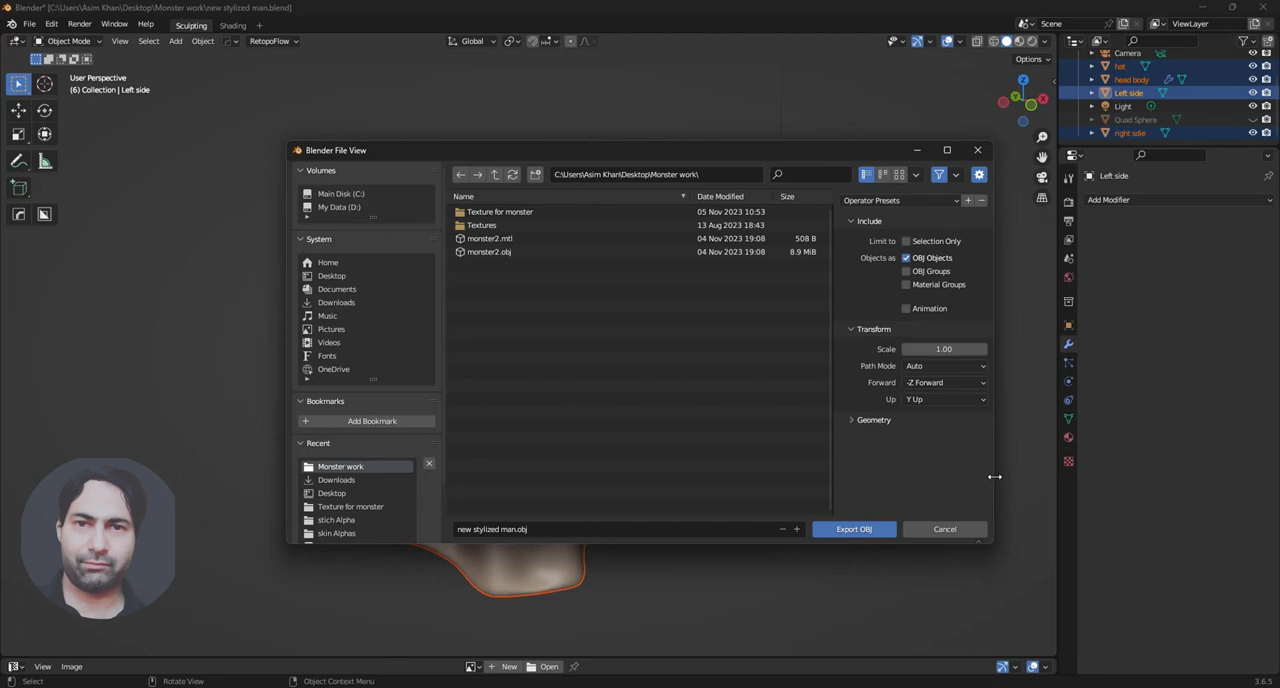 Blender* [C:\Users\Asim Khan\Desktop\Monster work\new stylized man.blend]
File Edit Render Window Help Sculpting Shading + Scene ViewLayer
Object Mode View Select Add Object RetopoFlow Global
Options
User Perspective
(6) Collection | Left side
Z
Y
X
Camera
hat
head body
Left side
Light
Quad Sphere
right sdie
Left side
Add Modifier
Blender File View
Volumes
Main Disk (C:)
My Data (D:)
System
Home
Desktop
Documents
Downloads
Music
Pictures
Videos
Fonts
OneDrive
Bookmarks
Add Bookmark
Recent
Monster work
Downloads
Desktop
Texture for monster
stich Alpha
skin Alphas
C:\Users\Asim Khan\Desktop\Monster work\
Name Date Modified Size
Texture for monster 05 Nov 2023 10:53
Textures 13 Aug 2023 18:43
monster2.mtl 04 Nov 2023 19:08 508 B
monster2.obj 04 Nov 2023 19:08 8.9 MiB
Operator Presets
Include
Limit to Selection Only
Objects as OBJ Objects
OBJ Groups
Material Groups
Animation
Transform
Scale 1.00
Path Mode Auto
Forward -Z Forward
Up Y Up
Geometry
new stylized man.obj
Export OBJ Cancel
View Image New Open
Select Rotate View Object Context Menu 3.6.5